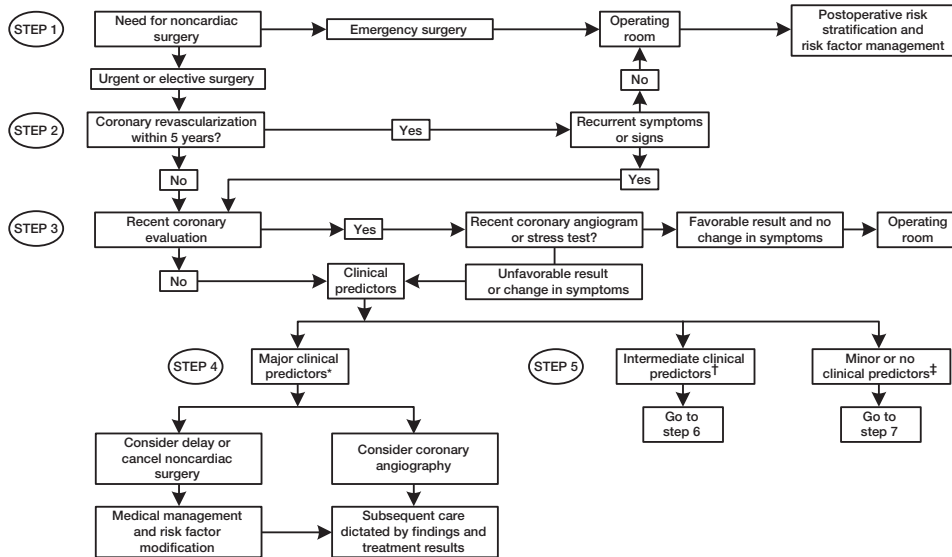 STEP 1
Need for noncardiac
surgery
Emergency surgery
Operating
room
Postoperative risk
stratification and
risk factor management
Urgent or elective surgery
No
STEP 2
Coronary revascularization
within 5 years?
Yes
Recurrent symptoms
or signs
No
Yes
STEP 3
Recent coronary
evaluation
Yes
Recent coronary angiogram
or stress test?
Favorable result and no
change in symptoms
Operating
room
No
Clinical
predictors
Unfavorable result
or change in symptoms
STEP 4
Major clinical
predictors*
STEP 5
Intermediate clinical
predictors†
Minor or no
clinical predictors‡
Go to
step 6
Go to
step 7
Consider delay or
cancel noncardiac
surgery
Consider coronary
angiography
Medical management
and risk factor
modification
Subsequent care
dictated by findings and
treatment results